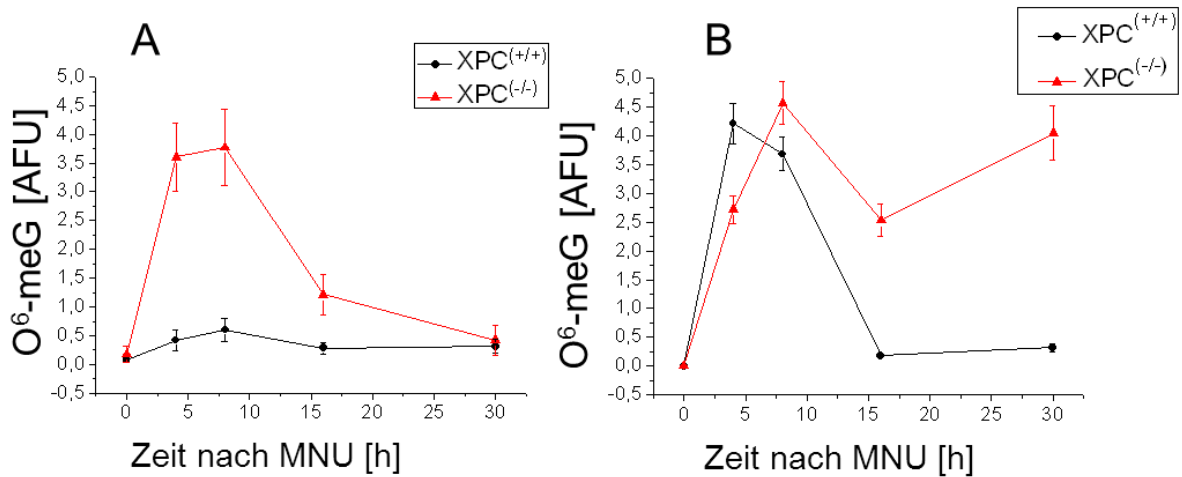 A
XPC(+/+)
XPC(-/-)
5,0
4,5
4,0
3,5
3,0
2,5
2,0
1,5
1,0
0,5
0,0
-0,5
O⁶-meG [AFU]
0 5 10 15 20 25 30
Zeit nach MNU [h]
B
XPC(+/+)
XPC(-/-)
5,0
4,5
4,0
3,5
3,0
2,5
2,0
1,5
1,0
0,5
0,0
-0,5
O⁶-meG [AFU]
0 5 10 15 20 25 30
Zeit nach MNU [h]